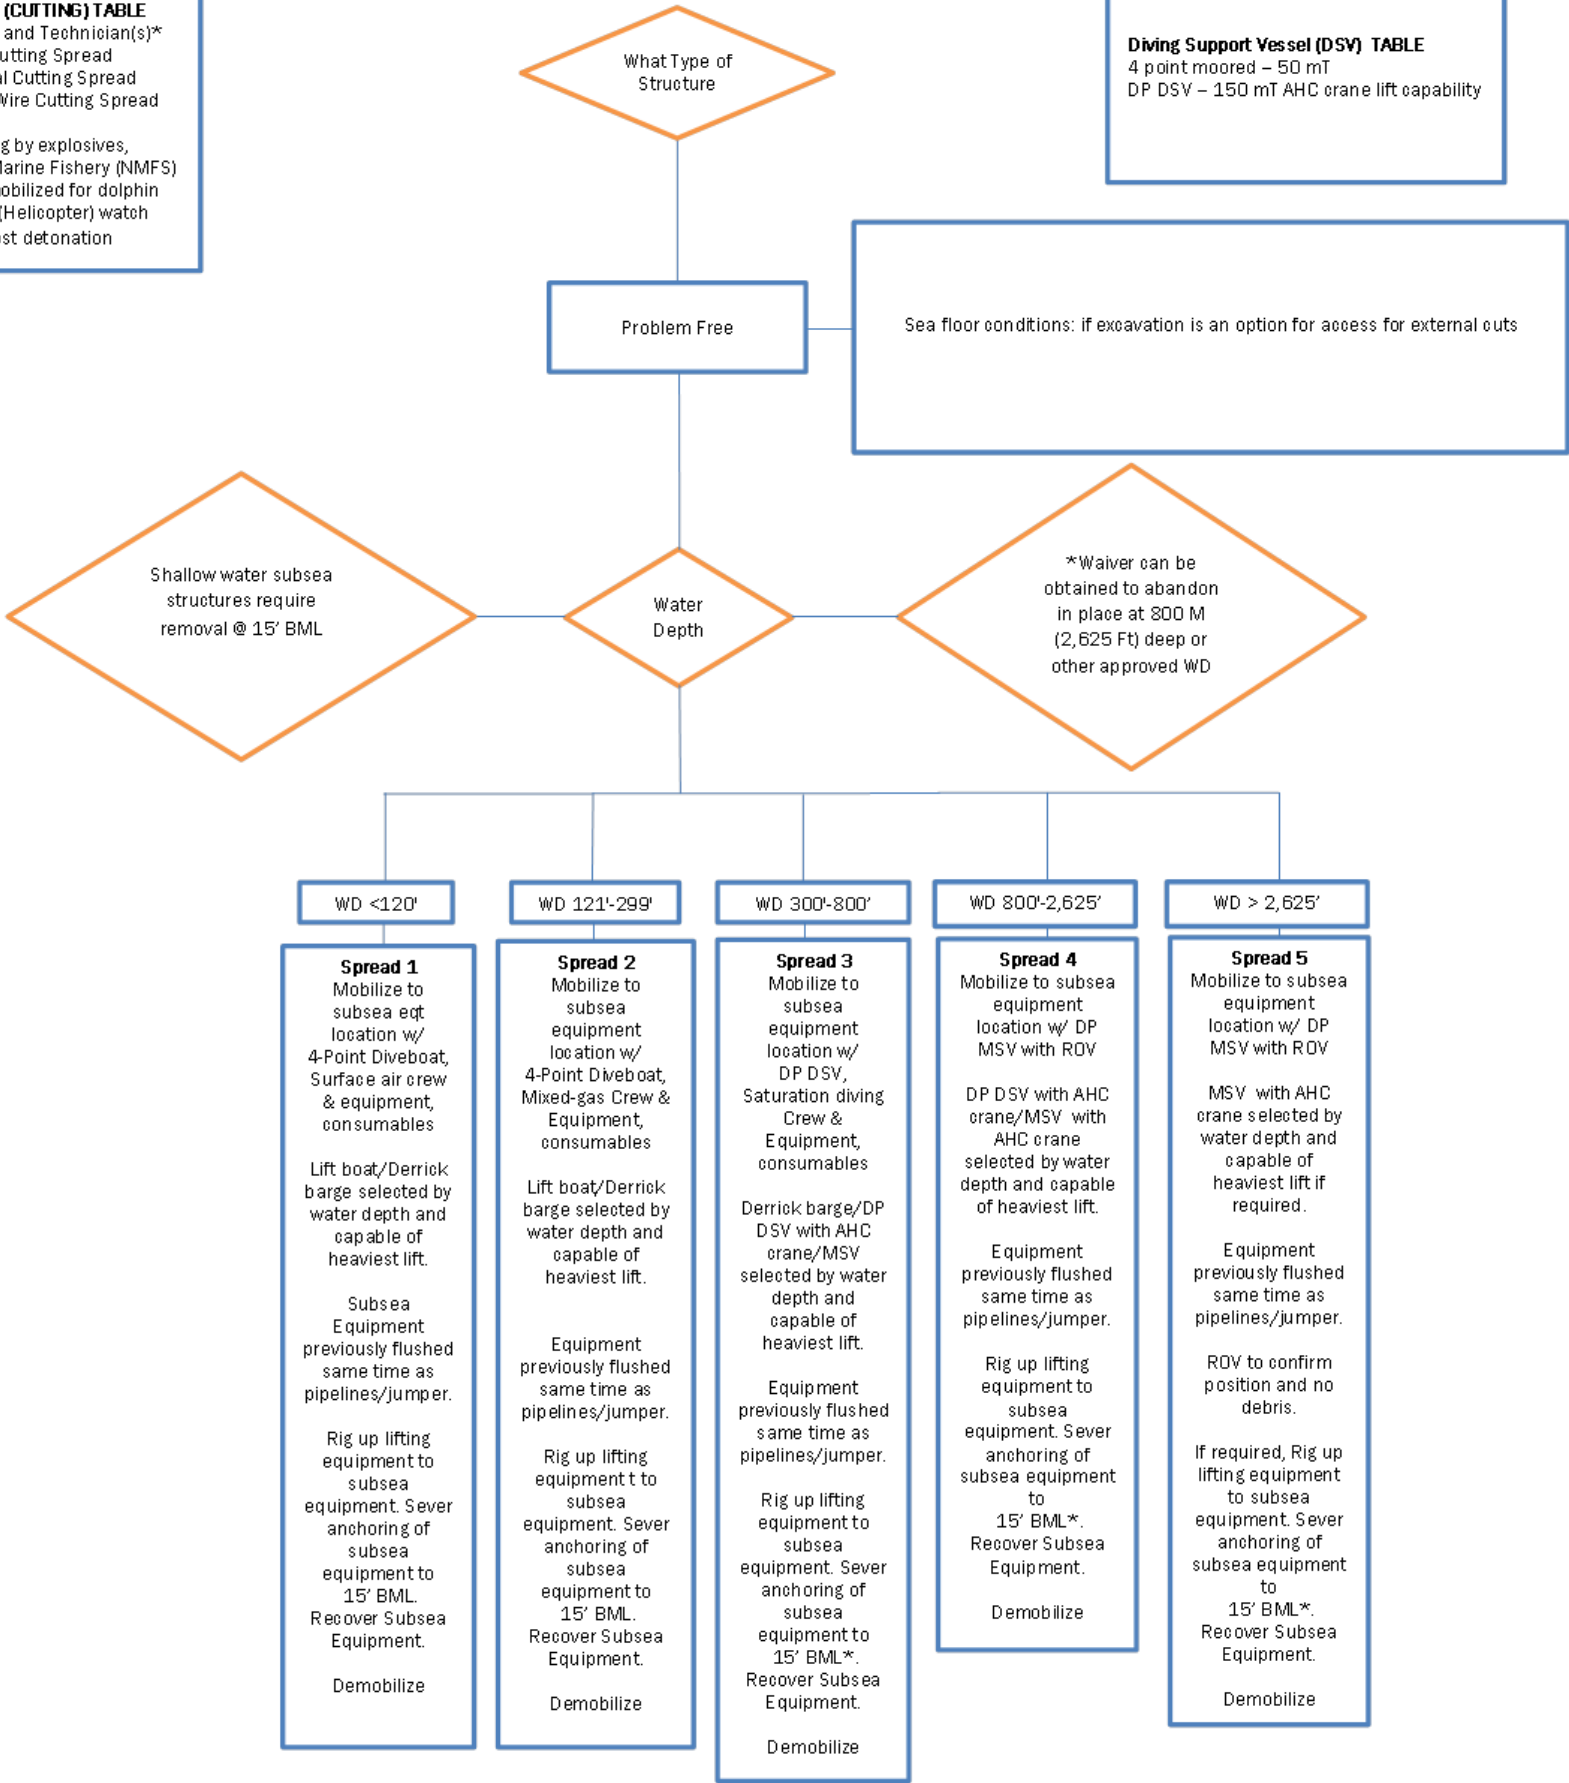 (CUTTING) TABLE
and Technician(s)*
utting Spread
al Cutting Spread
Wire Cutting Spread
g by explosives,
Marine Fishery (NMFS)
obilized for dolphin
(Helicopter) watch
st detonation
What Type of
Structure
Diving Support Vessel (DSV) TABLE
4 point moored – 50 mT
DP DSV – 150 mT AHC crane lift capability
Problem Free
Sea floor conditions: if excavation is an option for access for external cuts
Shallow water subsea
structures require
removal @ 15’ BML
Water
Depth
*Waiver can be
obtained to abandon
in place at 800 M
(2,625 Ft) deep or
other approved WD
WD <120'
WD 121'-299'
WD 300'-800’
WD 800'-2,625’
WD > 2,625’
Spread 1
Mobilize to
subsea eqt
location w/
4-Point Diveboat,
Surface air crew
& equipment,
consumables
Lift boat/Derrick
barge selected by
water depth and
capable of
heaviest lift.
Subsea
Equipment
previously flushed
same time as
pipelines/jumper.
Rig up lifting
equipment to
subsea
equipment. Sever
anchoring of
subsea
equipment to
15’ BML.
Recover Subsea
Equipment.
Demobilize
Spread 2
Mobilize to
subsea
equipment
location w/
4-Point Diveboat,
Mixed-gas Crew &
Equipment,
consumables
Lift boat/Derrick
barge selected by
water depth and
capable of
heaviest lift.
Equipment
previously flushed
same time as
pipelines/jumper.
Rig up lifting
equipment t to
subsea
equipment. Sever
anchoring of
subsea
equipment to
15’ BML.
Recover Subsea
Equipment.
Demobilize
Spread 3
Mobilize to
subsea
equipment
location w/
DP DSV,
Saturation diving
Crew &
Equipment,
consumables
Derrick barge/DP
DSV with AHC
crane/MSV
selected by water
depth and
capable of
heaviest lift.
Equipment
previously flushed
same time as
pipelines/jumper.
Rig up lifting
equipment to
subsea
equipment. Sever
anchoring of
subsea
equipment to
15’ BML*.
Recover Subsea
Equipment.
Demobilize
Spread 4
Mobilize to subsea
equipment
location w/ DP
MSV with ROV
DP DSV with AHC
crane/MSV with
AHC crane
selected by water
depth and capable
of heaviest lift.
Equipment
previously flushed
same time as
pipelines/jumper.
Rig up lifting
equipment to
subsea
equipment. Sever
anchoring of
subsea equipment
to
15’ BML*.
Recover Subsea
Equipment.
Demobilize
Spread 5
Mobilize to subsea
equipment
location w/ DP
MSV with ROV
MSV with AHC
crane selected by
water depth and
capable of
heaviest lift if
required.
Equipment
previously flushed
same time as
pipelines/jumper.
ROV to confirm
position and no
debris.
If required, Rig up
lifting equipment
to subsea
equipment. Sever
anchoring of
subsea equipment
to
15’ BML*.
Recover Subsea
Equipment.
Demobilize